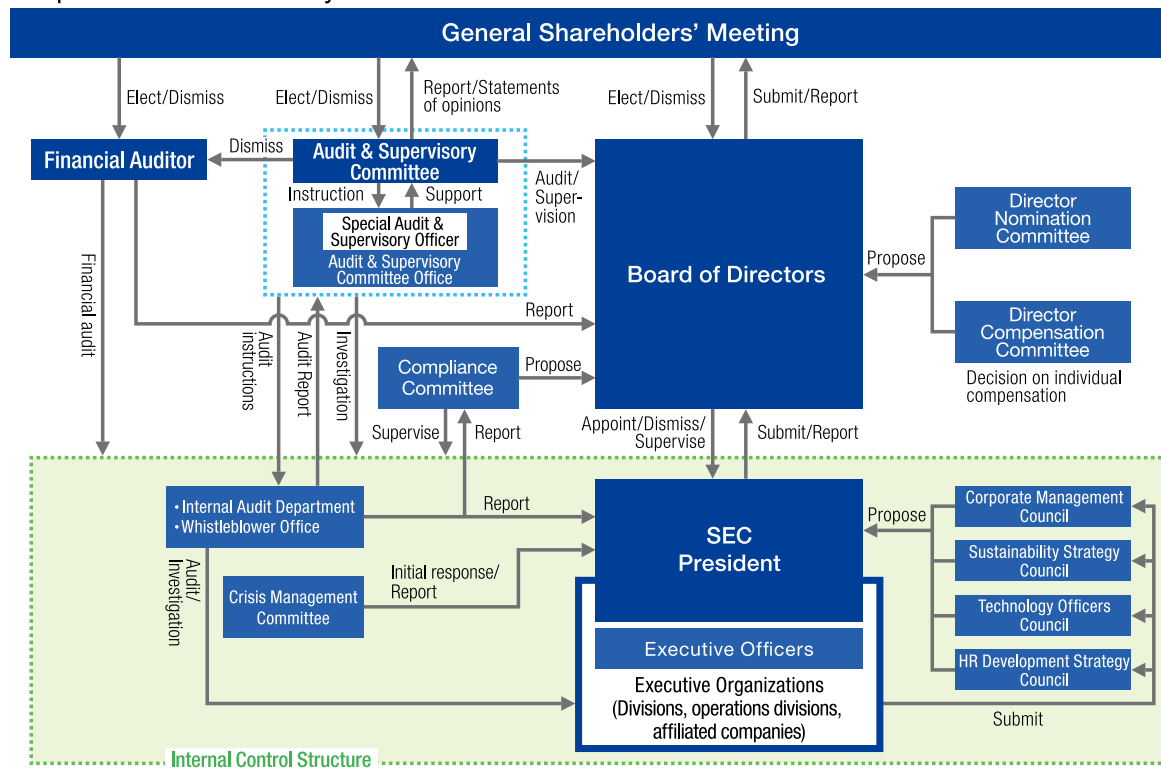 General Shareholders' Meeting
Elect/Dismiss
Elect/Dismiss
Report/Statements
of opinions
Elect/Dismiss
Submit/Report
Financial Auditor
Dismiss
Audit & Supervisory
Committee
Instruction
Support
Special Audit &
Supervisory Officer
Audit & Supervisory
Committee Office
Audit/
Super-
vision
Board of Directors
Propose
Director
Nomination
Committee
Director
Compensation
Committee
Decision on individual
compensation
Financial audit
Report
Audit
instructions
Audit Report
Investigation
Compliance
Committee
Propose
Supervise
Report
Appoint/Dismiss/
Supervise
Submit/Report
• Internal Audit Department
• Whistleblower Office
Report
SEC
President
Propose
Corporate Management
Council
Sustainability Strategy
Council
Technology Officers
Council
HR Development Strategy
Council
Audit/
Investigation
Crisis Management
Committee
Initial response/
Report
Executive Officers
Executive Organizations
(Divisions, operations divisions,
affiliated companies)
Submit
Internal Control Structure